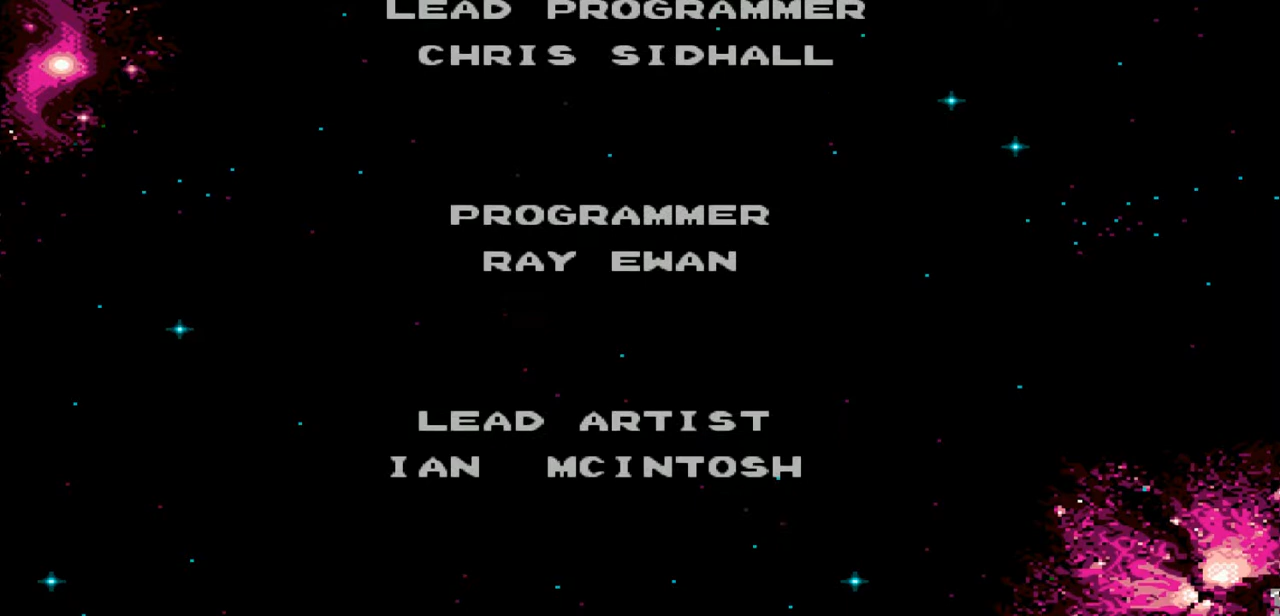 LEAD PROGRAMMER
CHRIS SIDHALL
PROGRAMMER
RAY EWAN
LEAD ARTIST
IAN  MCINTOSH